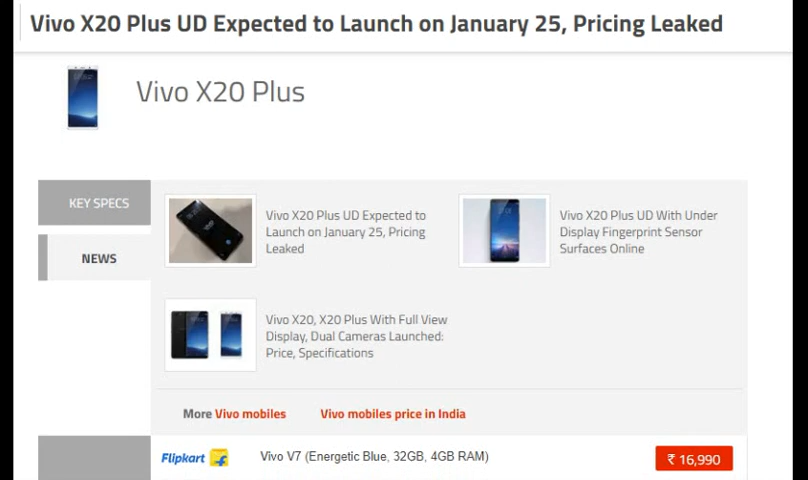 Vivo X20 Plus UD Expected to Launch on January 25, Pricing Leaked
Vivo X20 Plus
KEY SPECS
NEWS
Vivo X20 Plus UD Expected to
Launch on January 25, Pricing
Leaked
Vivo X20 Plus UD With Under
Display Fingerprint Sensor
Surfaces Online
Vivo X20, X20 Plus With Full View
Display, Dual Cameras Launched:
Price, Specifications
More Vivo mobiles
Vivo mobiles price in India
Flipkart
Vivo V7 (Energetic Blue, 32GB, 4GB RAM)
₹ 16,990